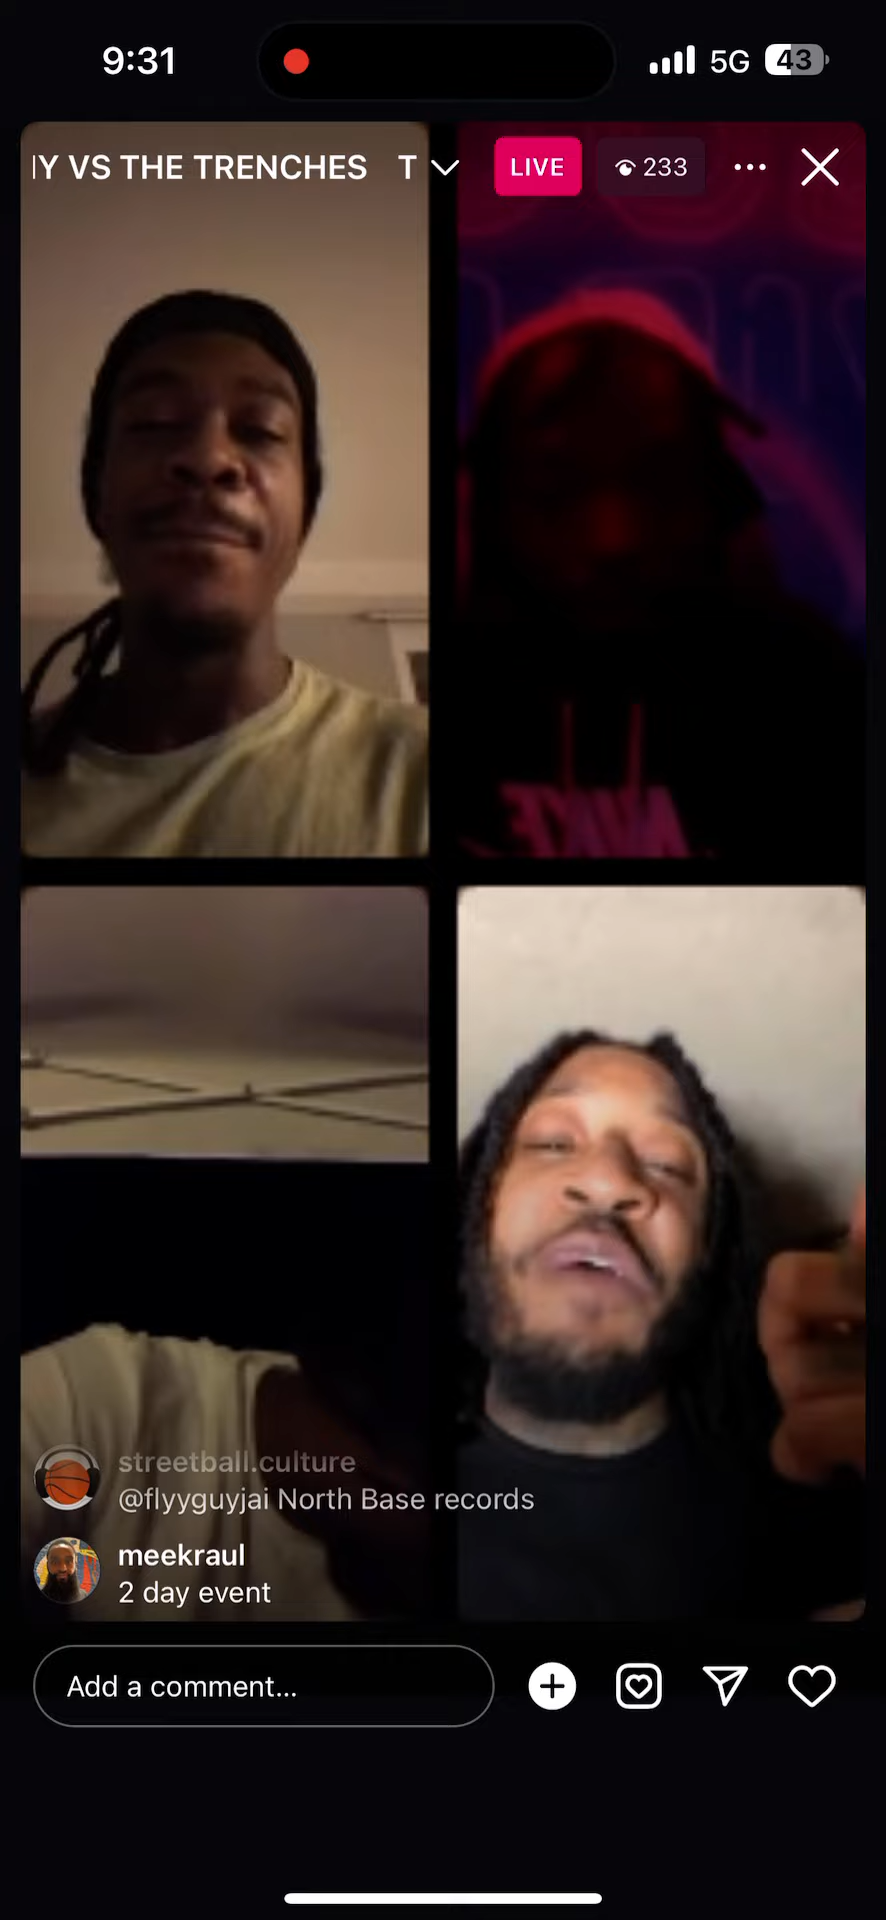 9:31
5G
43
IY VS THE TRENCHES T
LIVE
233
NIKE
streetball.culture
@flyyguyjai North Base records
meekraul
2 day event
Add a comment...